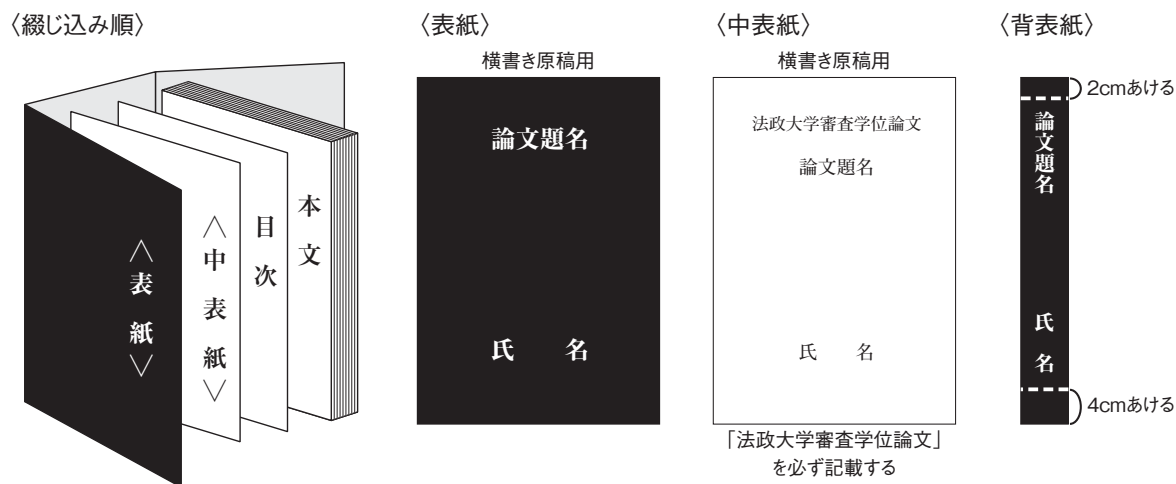 〈綴じ込み順〉
〈表紙〉
〈中表紙〉
目次
本文
〈表紙〉
横書き原稿用
論文題名
氏　　名
〈中表紙〉
横書き原稿用
法政大学審査学位論文
論文題名
氏　　名
「法政大学審査学位論文」
を必ず記載する
〈背表紙〉
2cmあける
論文題名
氏　名
4cmあける